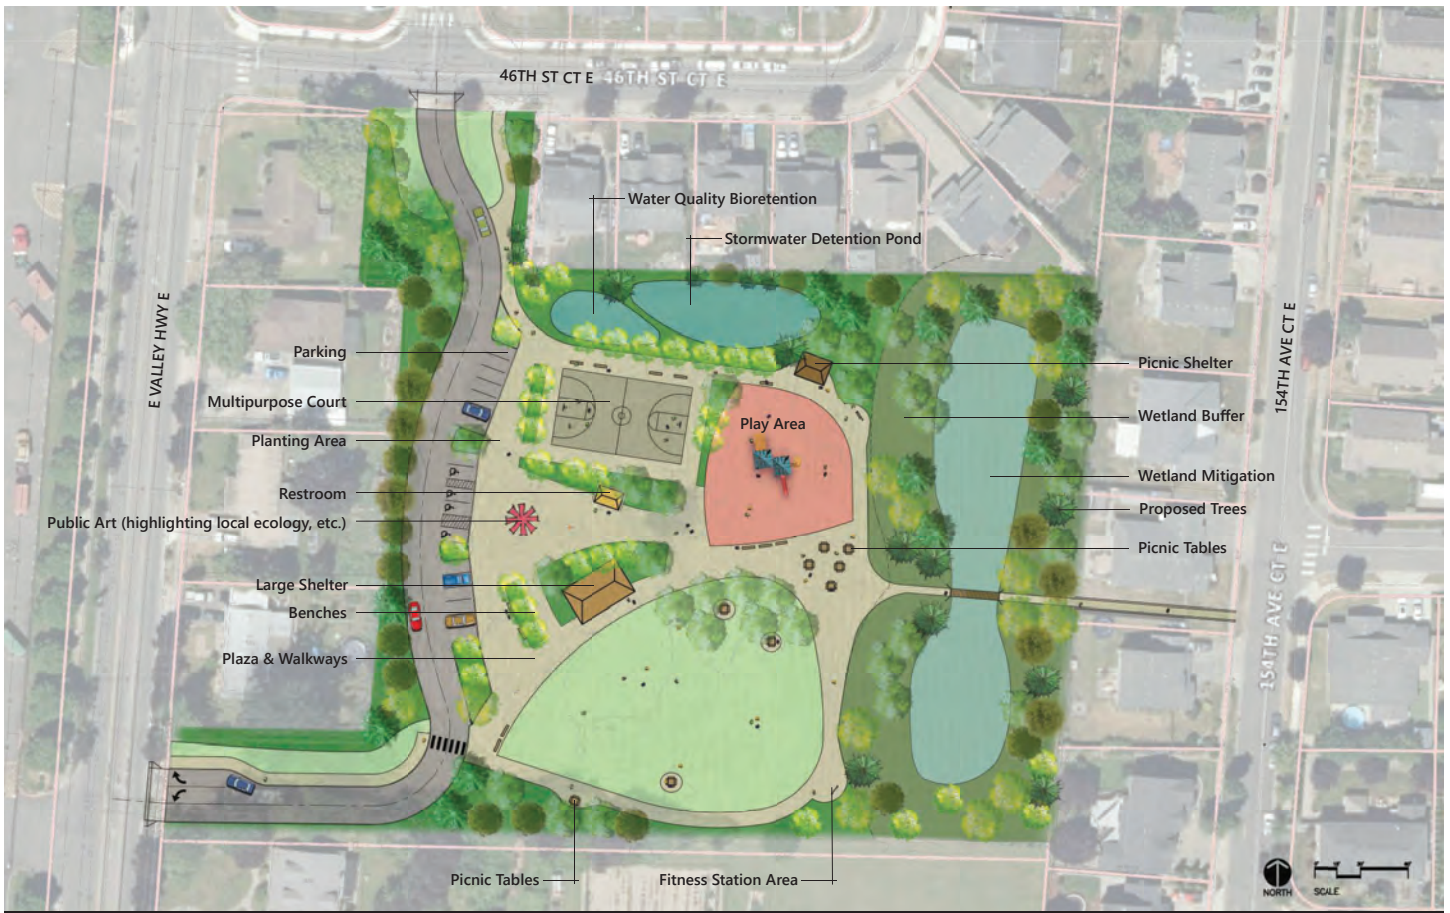 46TH ST CT E
46TH ST CT E
Water Quality Bioretention
Stormwater Detention Pond
E VALLEY HWY E
154TH AVE CT E
Parking
Picnic Shelter
Multipurpose Court
Play Area
Wetland Buffer
Planting Area
Wetland Mitigation
Restroom
Proposed Trees
Public Art (highlighting local ecology, etc.)
Picnic Tables
154TH AVE CT E
Large Shelter
Benches
Plaza & Walkways
Picnic Tables
Fitness Station Area
NORTH
SCALE